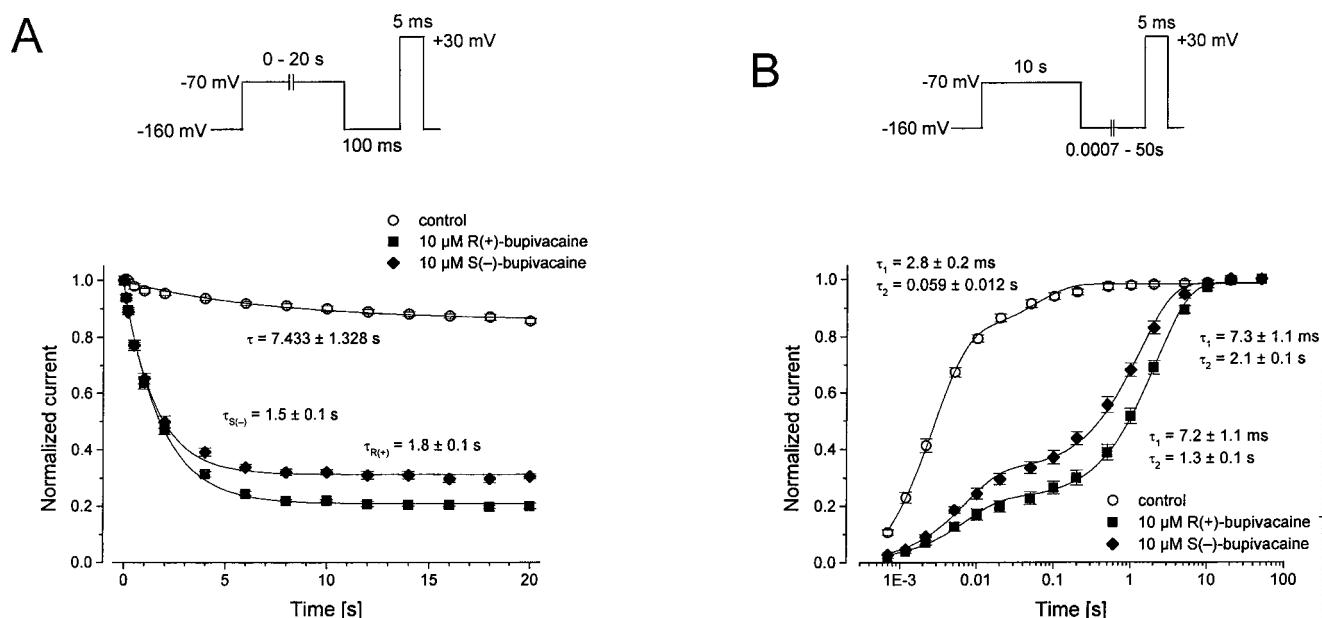 A
5 ms
+30 mV
0 - 20 s
-70 mV
-160 mV
100 ms
control
10 µM R(+)-bupivacaine
10 µM S(−)-bupivacaine
Normalized current
1.0
0.8
0.6
0.4
0.2
0.0
τ = 7.433 ± 1.328 s
τS(−) = 1.5 ± 0.1 s
τR(+) = 1.8 ± 0.1 s
0 5 10 15 20
Time [s]
B
5 ms
+30 mV
10 s
-70 mV
-160 mV
0.0007 - 50s
Normalized current
1.0
0.8
0.6
0.4
0.2
0.0
τ1 = 2.8 ± 0.2 ms
τ2 = 0.059 ± 0.012 s
τ1 = 7.3 ± 1.1 ms
τ2 = 2.1 ± 0.1 s
τ1 = 7.2 ± 1.1 ms
τ2 = 1.3 ± 0.1 s
control
10 µM R(+)-bupivacaine
10 µM S(−)-bupivacaine
1E-3 0.01 0.1 1 10 100
Time [s]